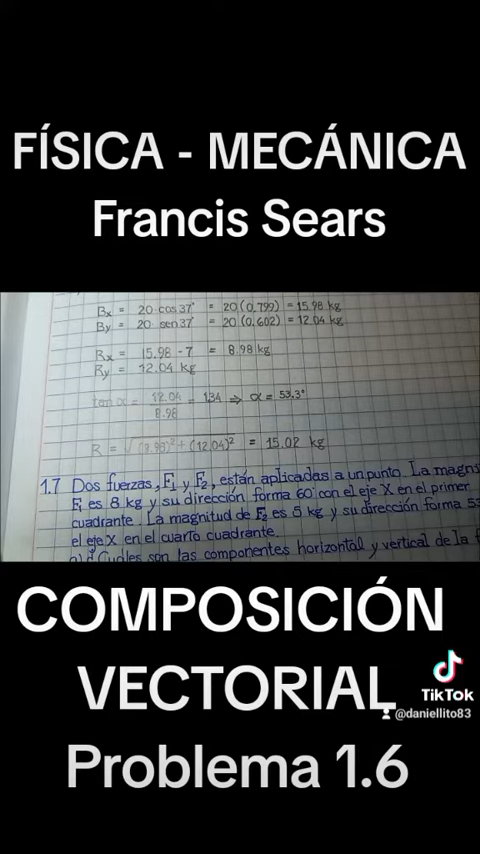 FÍSICA - MECÁNICA
Francis Sears
Bx = 20 cos 37° = 20 (0.799) = 15.98 kg
By = 20 sen 37° = 20 (0.602) = 12.04 kg
Rx = 15.98 - 7 = 8.98 kg
Ry = 12.04 kg
tan α = 12.04 / 8.98 = 1.34 ⇒ α = 53.3°
R = √(8.98)² + (12.04)² = 15.02 kg
1.7 Dos fuerzas, F₁ y F₂, están aplicadas a un punto. La magni
F₁ es 8 kg y su dirección forma 60° con el eje X en el primer
cuadrante. La magnitud de F₂ es 5 kg y su dirección forma 53
el eje X en el cuarto cuadrante.
a) ¿Cuáles son las componentes horizontal y vertical de la
COMPOSICIÓN
VECTORIAL
TikTok
@daniellito83
Problema 1.6